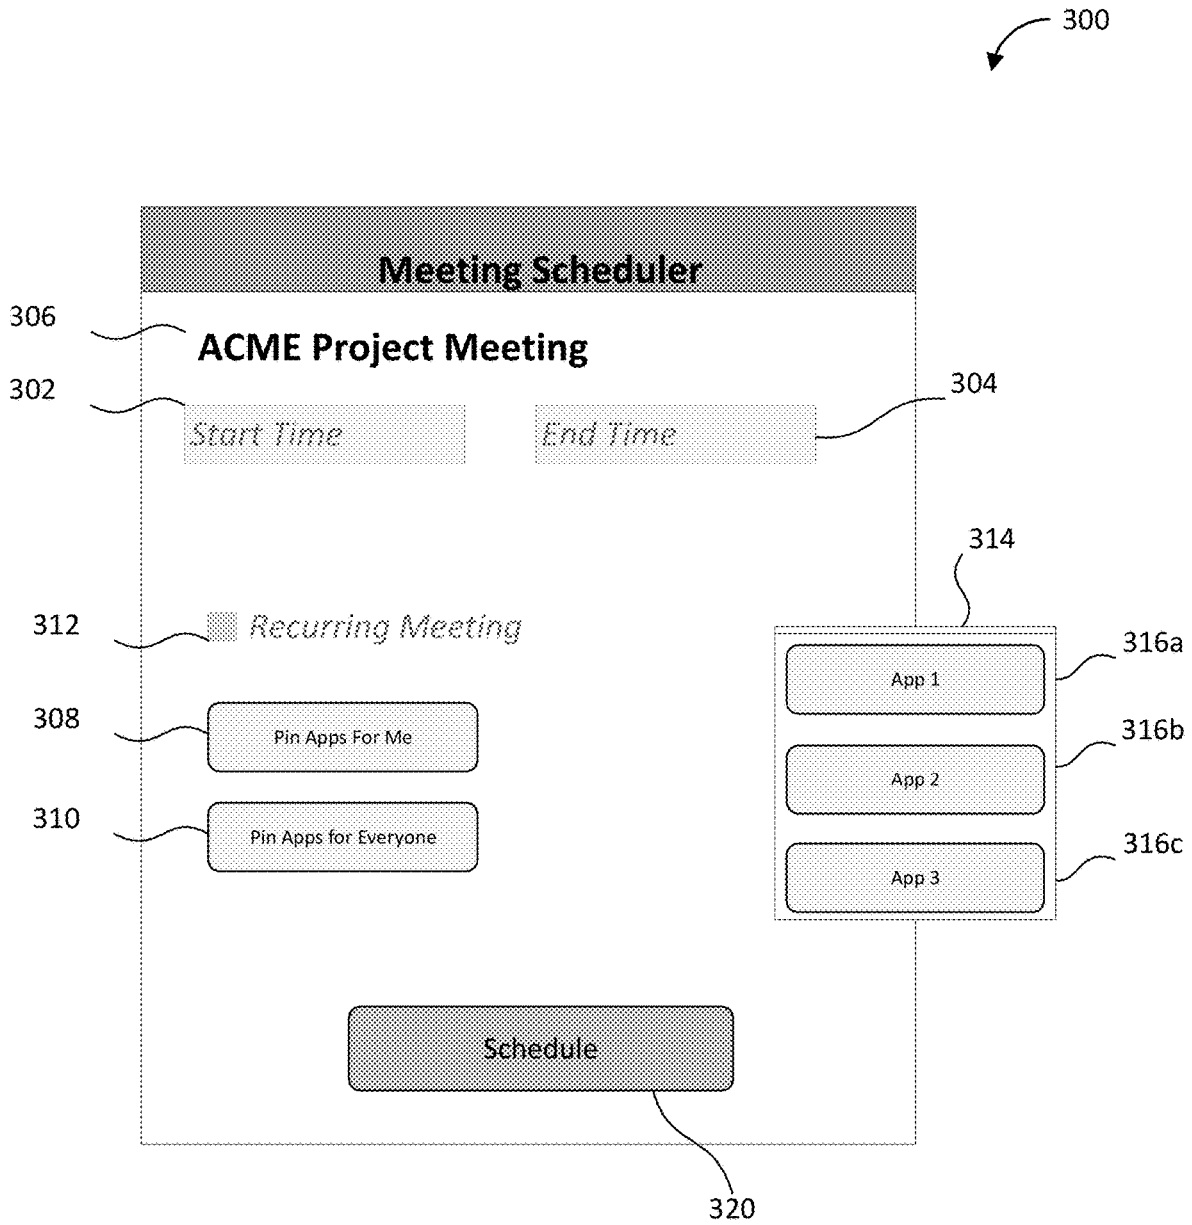 300
Meeting Scheduler
306
ACME Project Meeting
302
304
Start Time
End Time
314
312
Recurring Meeting
316a
App 1
308
Pin Apps For Me
316b
App 2
310
Pin Apps for Everyone
316c
App 3
Schedule
320